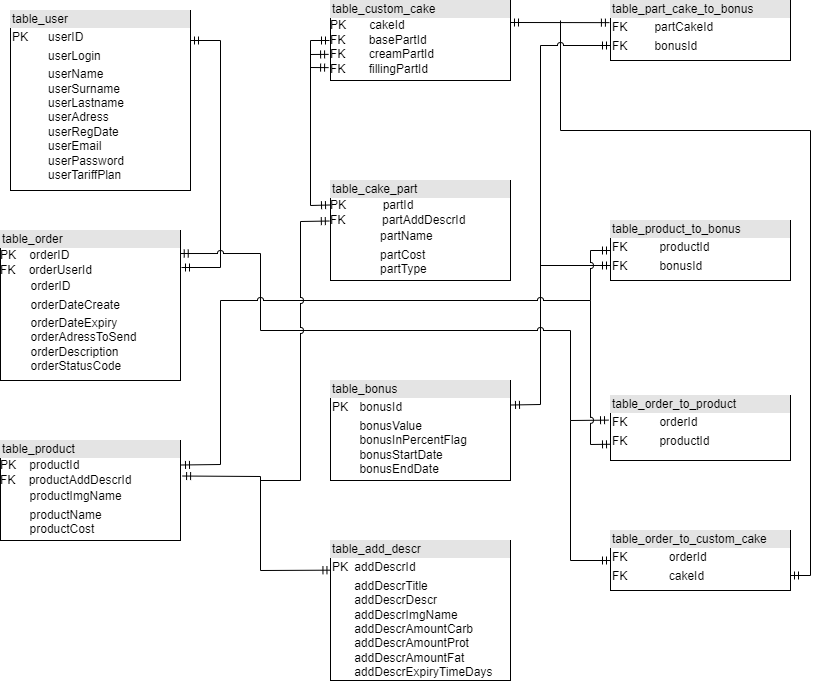 table_user
PK userID
userLogin
userName
userSurname
userLastname
userAdress
userRegDate
userEmail
userPassword
userTariffPlan
table_order
PK orderID
FK orderUserId
orderID
orderDateCreate
orderDateExpiry
orderAdressToSend
orderDescription
orderStatusCode
table_product
PK productId
FK productAddDescrId
productImgName
productName
productCost
table_custom_cake
PK cakeId
FK basePartId
FK creamPartId
FK fillingPartId
table_cake_part
PK partId
FK partAddDescrId
partName
partCost
partType
table_bonus
PK bonusId
bonusValue
bonusInPercentFlag
bonusStartDate
bonusEndDate
table_add_descr
PK addDescrId
addDescrTitle
addDescrDescr
addDescrImgName
addDescrAmountCarb
addDescrAmountProt
addDescrAmountFat
addDescrExpiryTimeDays
table_part_cake_to_bonus
FK partCakeId
FK bonusId
table_product_to_bonus
FK productId
FK bonusId
table_order_to_product
FK orderId
FK productId
table_order_to_custom_cake
FK orderId
FK cakeId